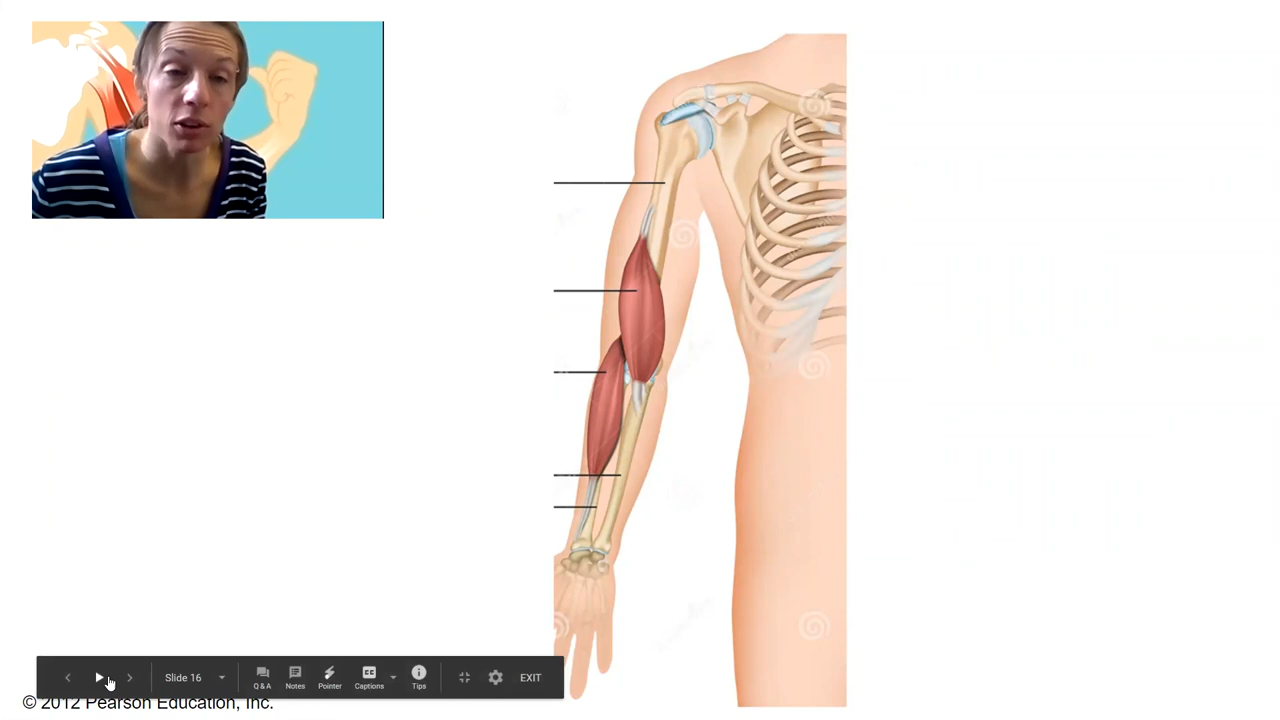 Slide 16
Q & A
Notes
Pointer
Captions
Tips
EXIT
© 2012 Pearson Education, Inc.